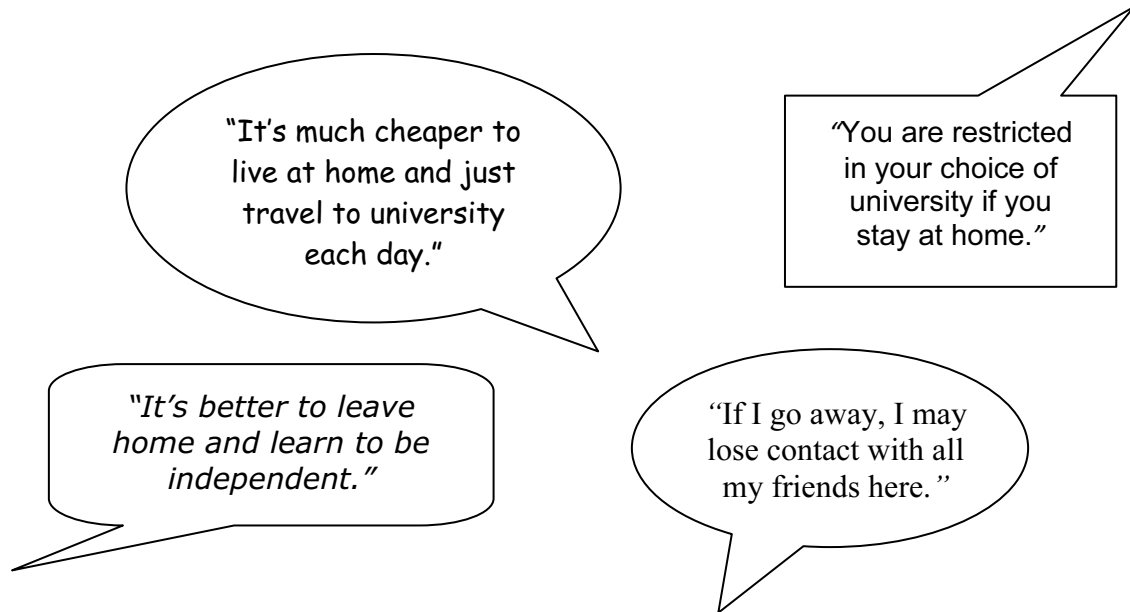 "It's much cheaper to
live at home and just
travel to university
each day."
"You are restricted
in your choice of
university if you
stay at home."
"It's better to leave
home and learn to be
independent."
"If I go away, I may
lose contact with all
my friends here."